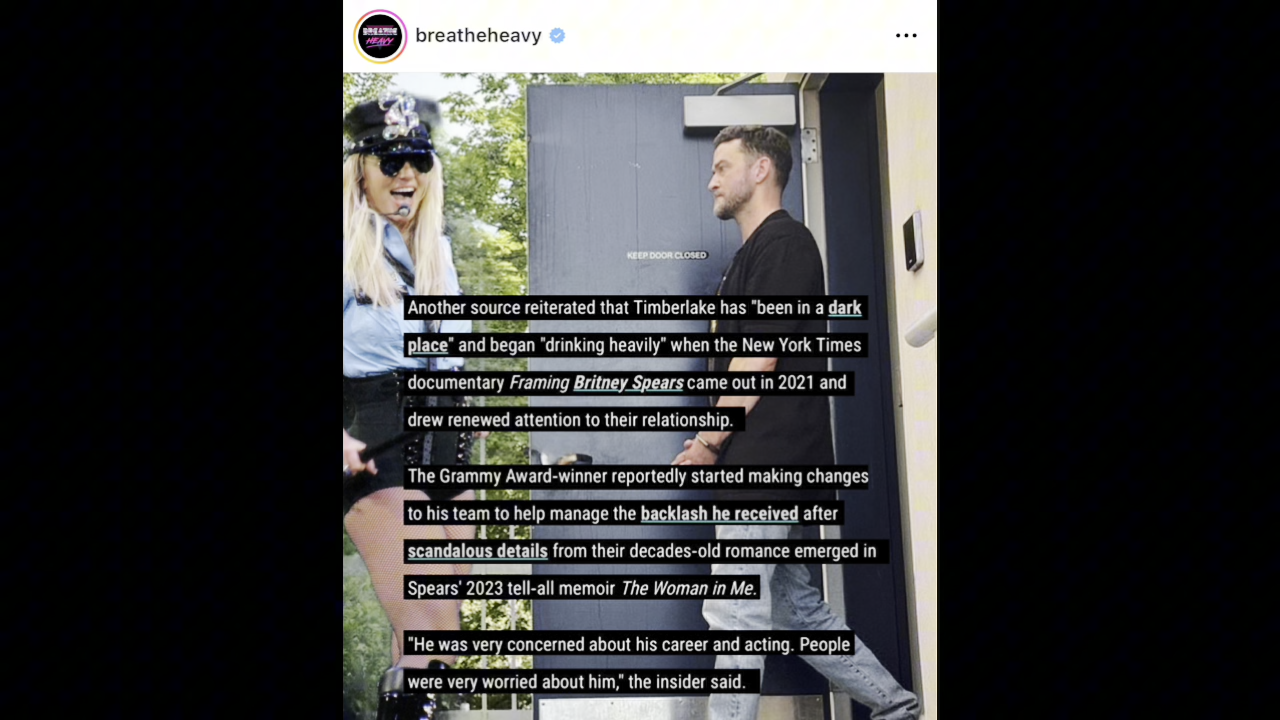 BREATHE
HEAVY
breatheheavy
KEEP DOOR CLOSED
Another source reiterated that Timberlake has "been in a dark
place" and began "drinking heavily" when the New York Times
documentary Framing Britney Spears came out in 2021 and
drew renewed attention to their relationship.
The Grammy Award-winner reportedly started making changes
to his team to help manage the backlash he received after
scandalous details from their decades-old romance emerged in
Spears' 2023 tell-all memoir The Woman in Me.
"He was very concerned about his career and acting. People
were very worried about him," the insider said.